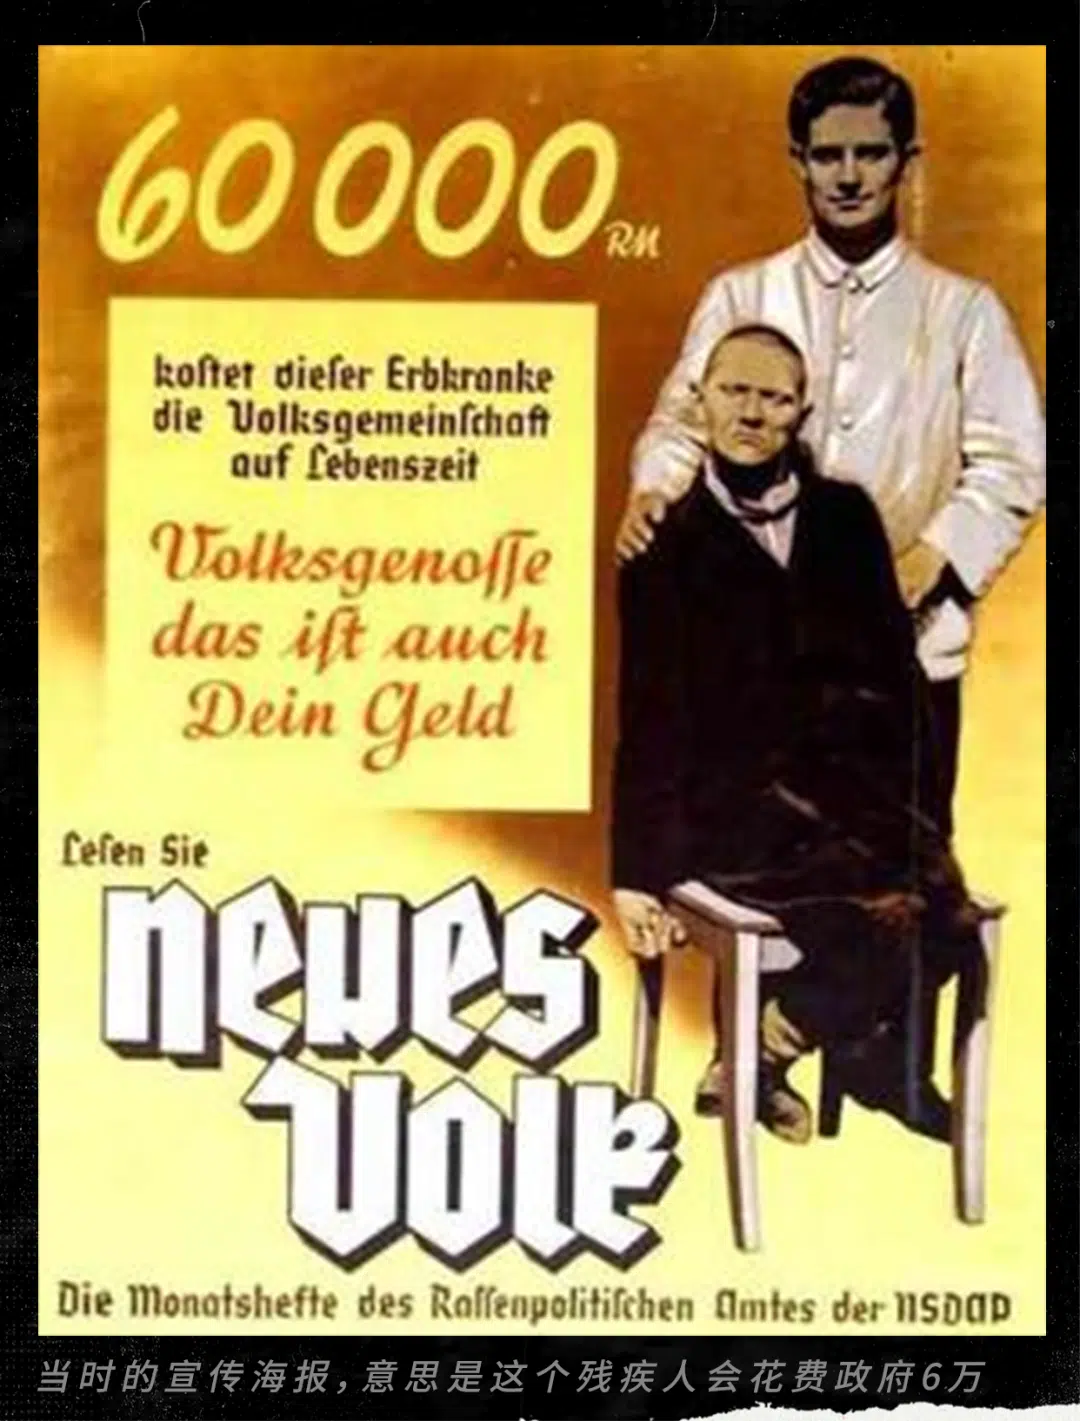 60000 RM
kostet dieser Erbkranke
die Volksgemeinschaft
auf Lebenszeit
Volksgenosse
das ist auch
Dein Geld
Lesen Sie
neues
Volk
Die Monatshefte des Rassenpolitischen Amtes der NSDAP
当时的宣传海报，意思是这个残疾人会花费政府6万